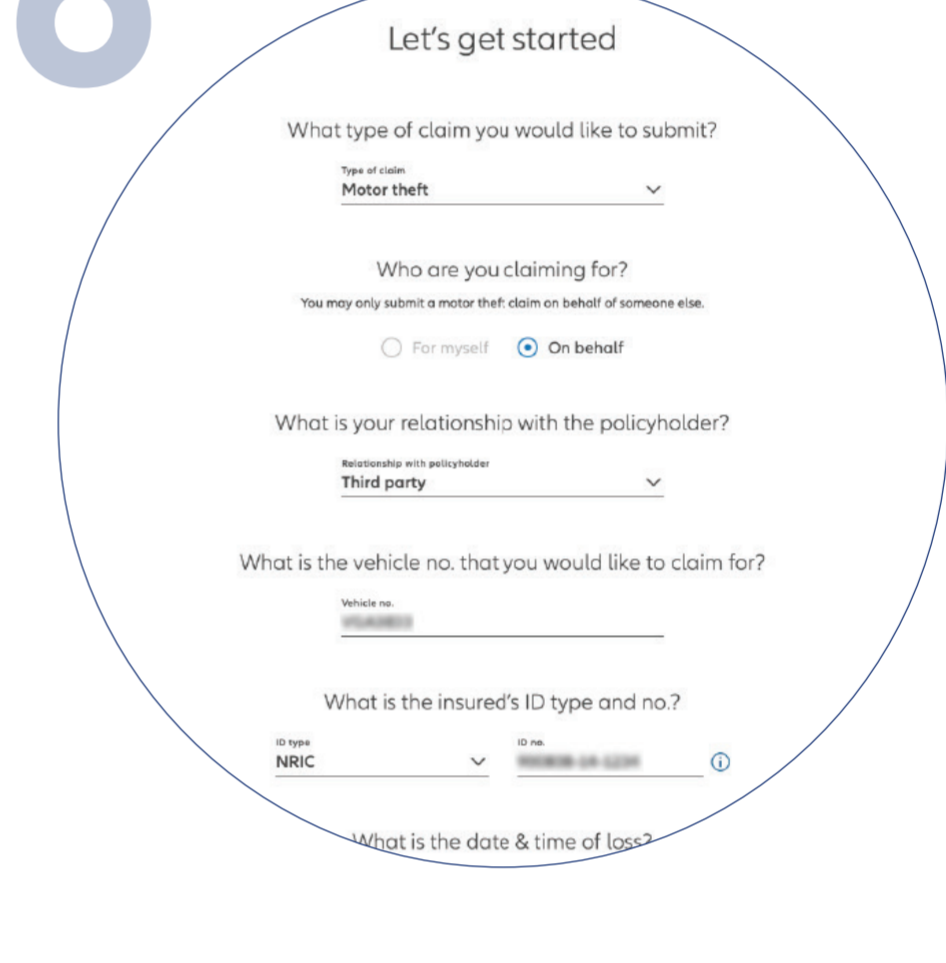 Let's get started
What type of claim you would like to submit?
Type of claim
Motor theft
Who are you claiming for?
You may only submit a motor theft claim on behalf of someone else.
For myself On behalf
What is your relationship with the policyholder?
Relationship with policyholder
Third party
What is the vehicle no. that you would like to claim for?
Vehicle no.
What is the insured's ID type and no.?
ID type ID no.
NRIC
What is the date & time of loss?